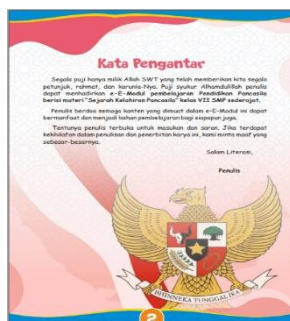 Kata Pengantar
Segala puji hanya milik Allah SWT yang telah memberikan kita segala
petunjuk, rahmat, dan karunia-Nya. Puji syukur Alhamdulillah penulis
dapat menhadirkan e-E-Modul pembelajaran Pendidikan Pancasila
berisi materi "Sejarah Kelahiran Pancasila" kelas VII SMP sederajat.
Penulis berdoa semoga konten yang dimuat dalam e-E-Modul ini dapat
bermanfaat dan menjadi bahan pembelajaran bagi siapapun juga.
Tentunya penulis terbuka untuk masukan dan saran. Jika terdapat
kekhilafan dalam penulisan dan penerbitan karya ini, kami minta maaf yang
sebesar-besarnya.
Salam Literasi,
Penulis
BHINNEKA TUNGGAL IKA
2